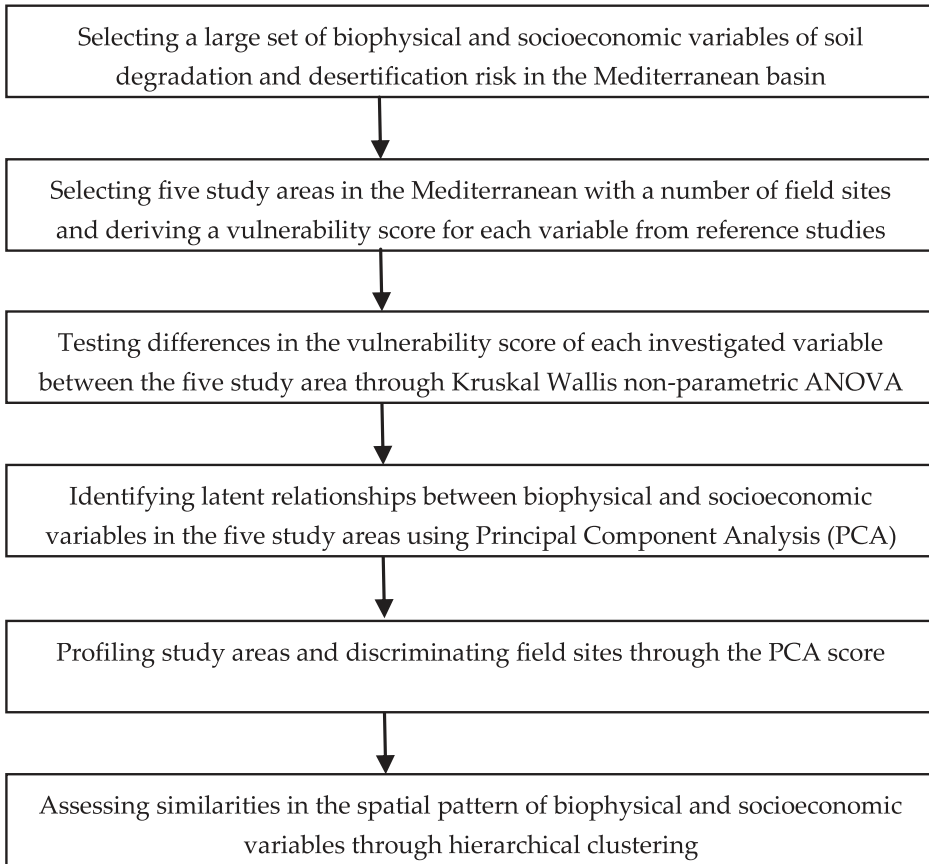 Selecting a large set of biophysical and socioeconomic variables of soil
degradation and desertification risk in the Mediterranean basin
Selecting five study areas in the Mediterranean with a number of field sites
and deriving a vulnerability score for each variable from reference studies
Testing differences in the vulnerability score of each investigated variable
between the five study area through Kruskal Wallis non-parametric ANOVA
Identifying latent relationships between biophysical and socioeconomic
variables in the five study areas using Principal Component Analysis (PCA)
Profiling study areas and discriminating field sites through the PCA score
Assessing similarities in the spatial pattern of biophysical and socioeconomic
variables through hierarchical clustering